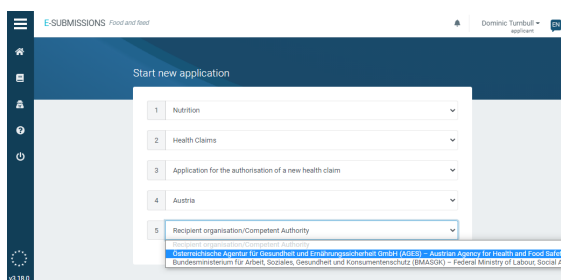 E-SUBMISSIONS Food and feed
Dominic Turnbull
applicant
EN
Start new application
1 Nutrition
2 Health Claims
3 Application for the authorisation of a new health claim
4 Austria
5 Recipient organisation/Competent Authority
Recipient organisation/Competent Authority
Österreichische Agentur für Gesundheit und Ernährungssicherheit GmbH (AGES) – Austrian Agency for Health and Food Safe
Bundesministerium für Arbeit, Soziales, Gesundheit und Konsumentenschutz (BMASGK) – Federal Ministry of Labour, Social A
v3.18.0